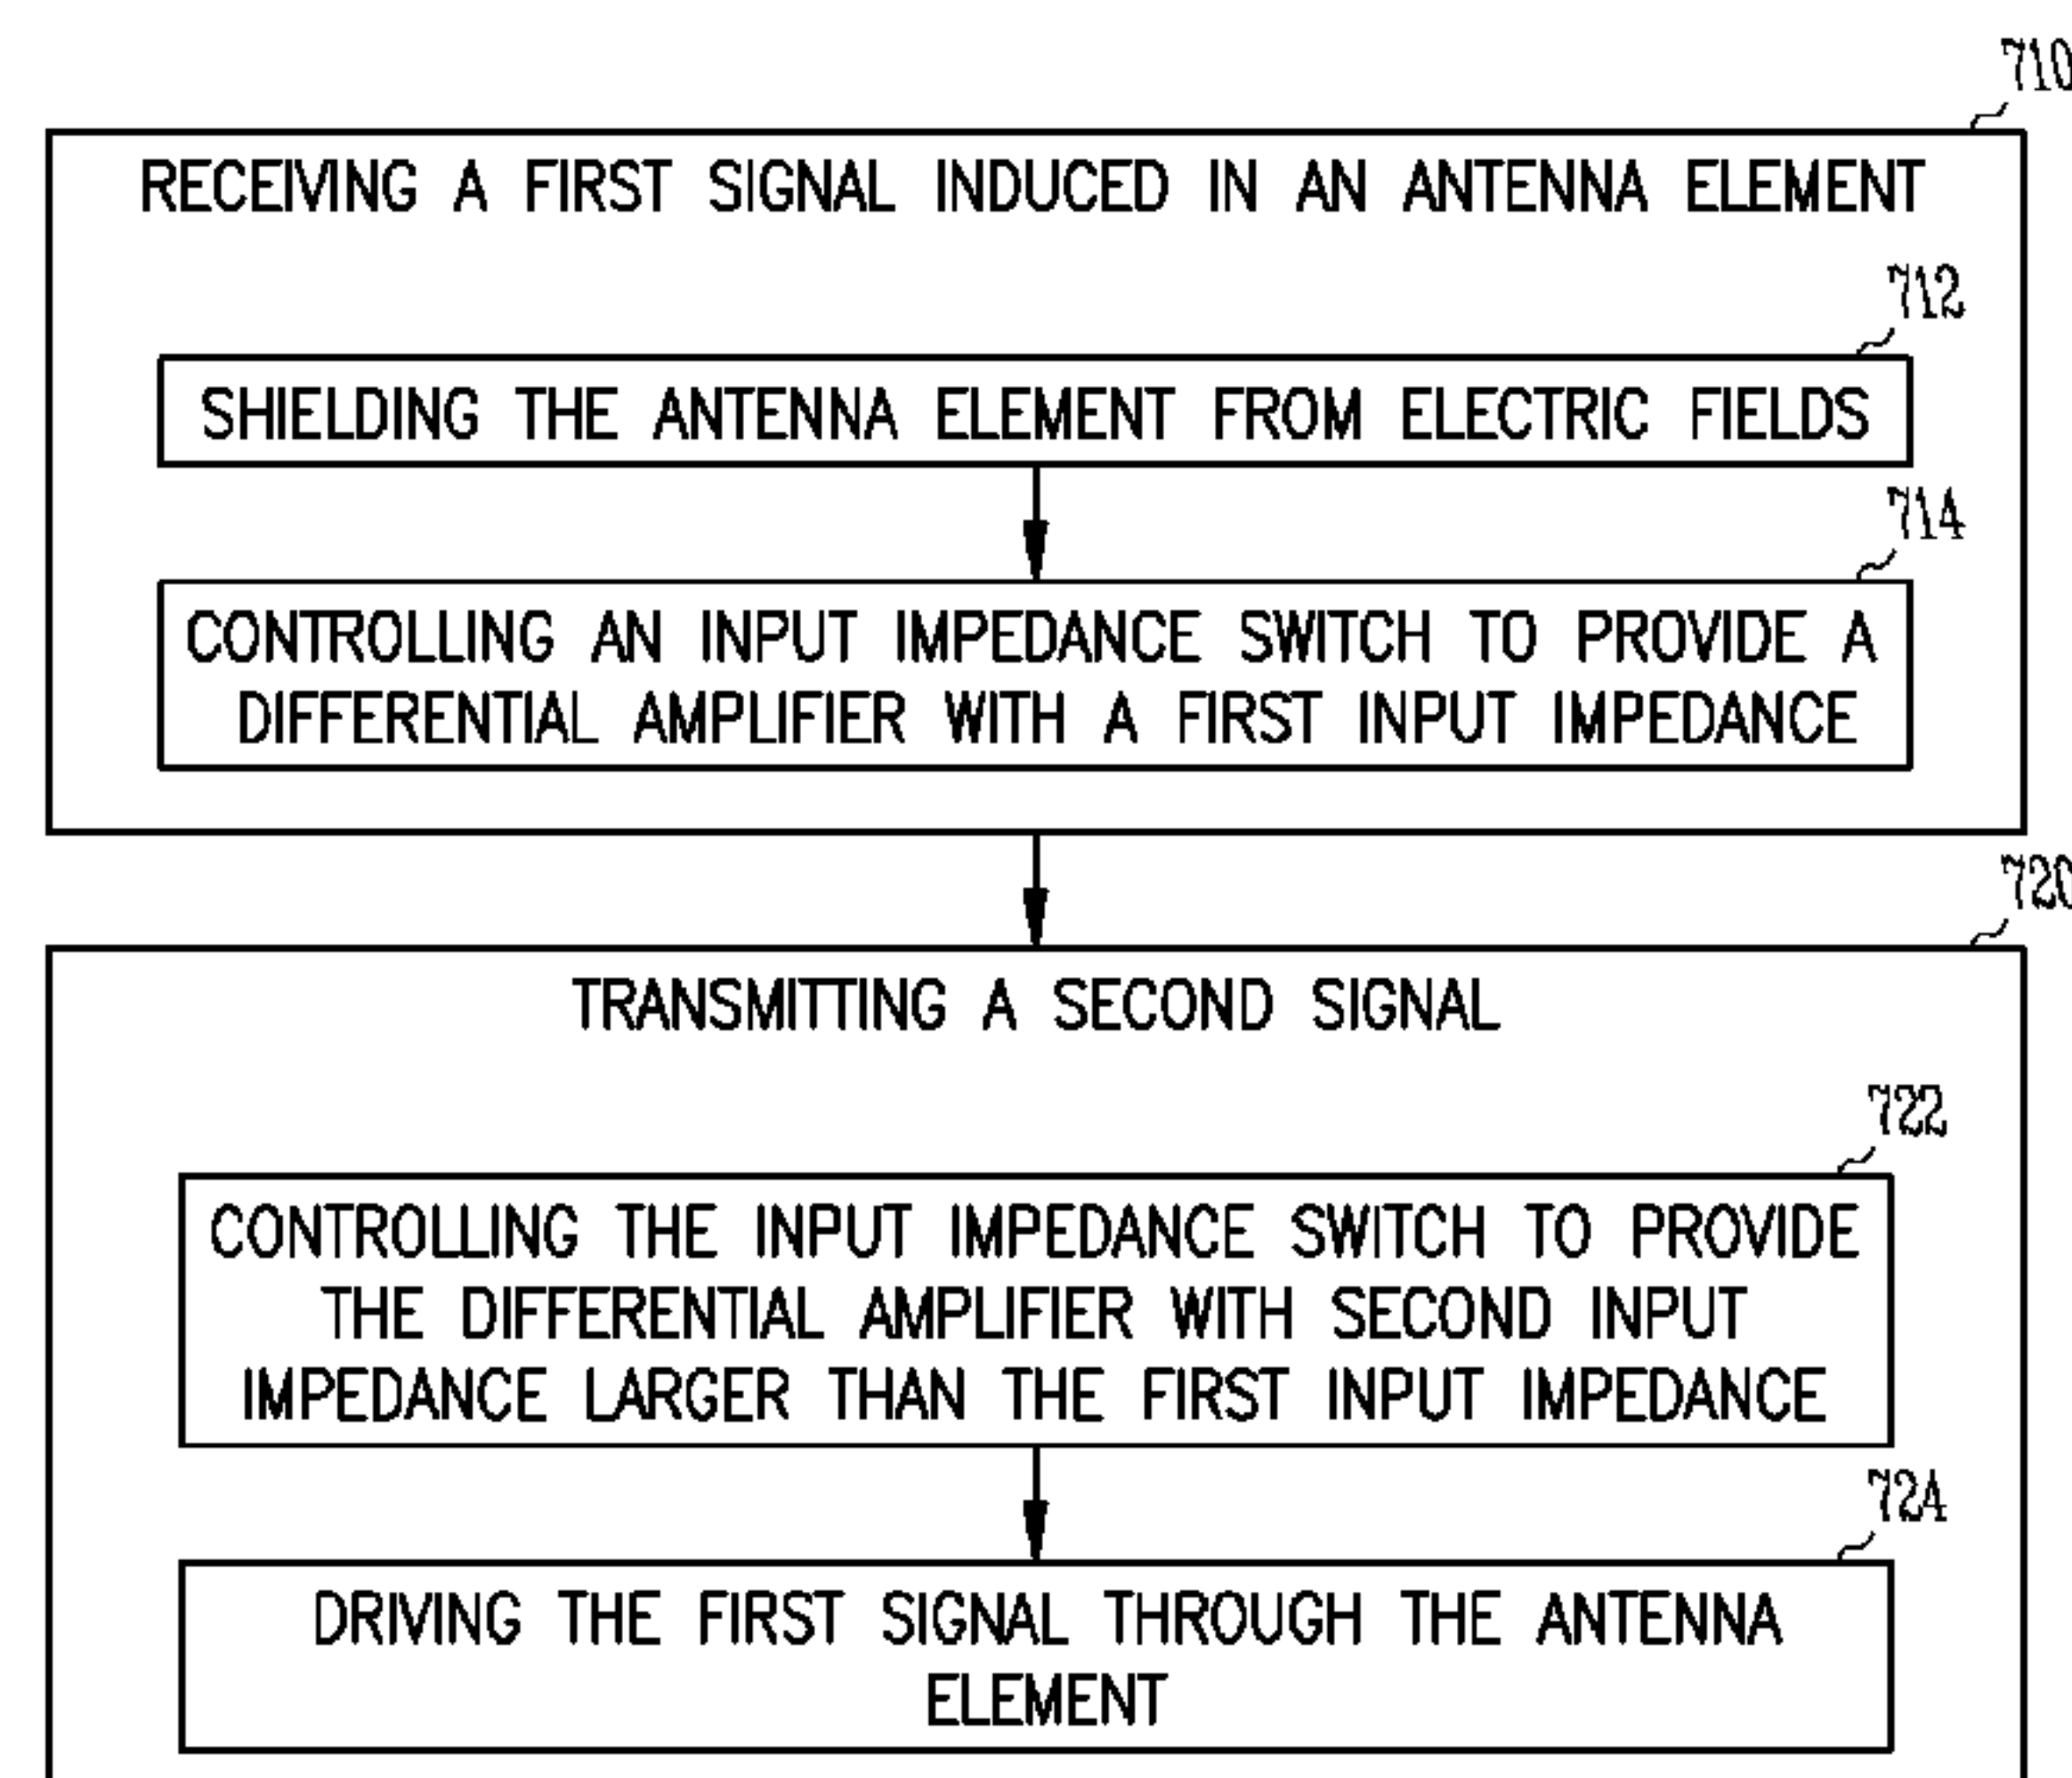 710
RECEIVING A FIRST SIGNAL INDUCED IN AN ANTENNA ELEMENT
712
SHIELDING THE ANTENNA ELEMENT FROM ELECTRIC FIELDS
714
CONTROLLING AN INPUT IMPEDANCE SWITCH TO PROVIDE A
DIFFERENTIAL AMPLIFIER WITH A FIRST INPUT IMPEDANCE
720
TRANSMITTING A SECOND SIGNAL
722
CONTROLLING THE INPUT IMPEDANCE SWITCH TO PROVIDE
THE DIFFERENTIAL AMPLIFIER WITH SECOND INPUT
IMPEDANCE LARGER THAN THE FIRST INPUT IMPEDANCE
724
DRIVING THE FIRST SIGNAL THROUGH THE ANTENNA
ELEMENT